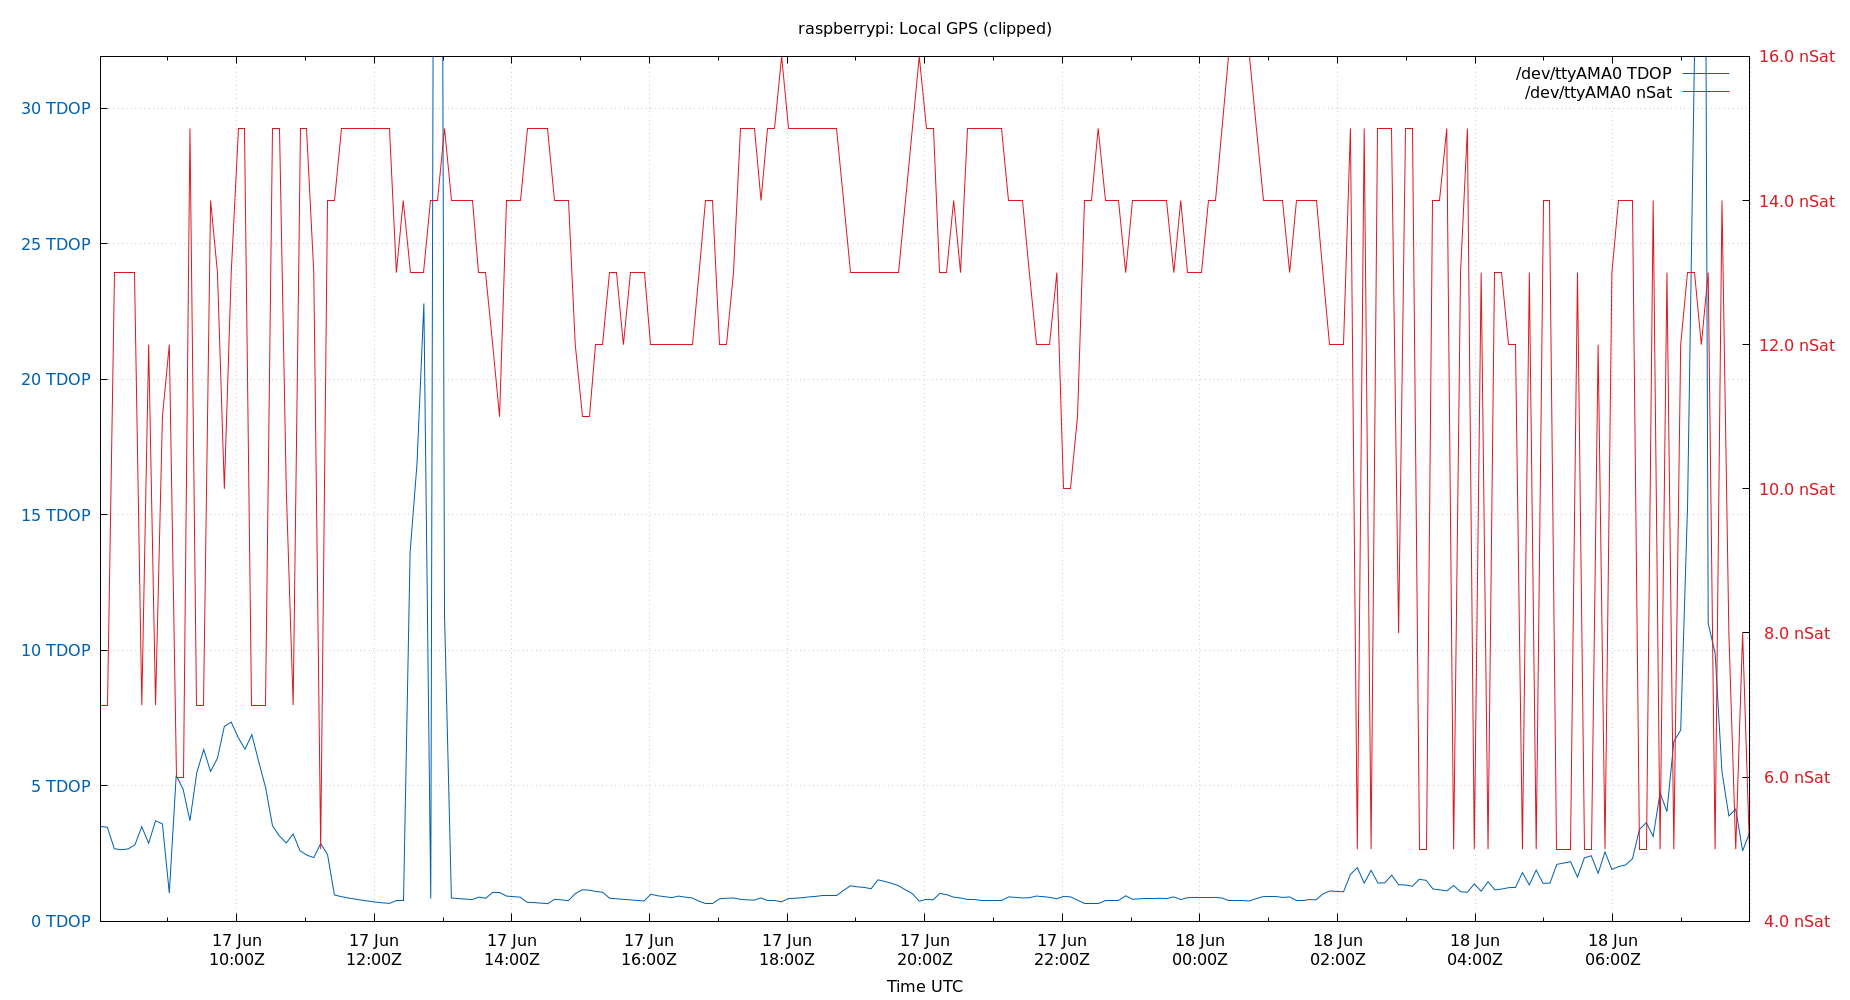 raspberrypi: Local GPS (clipped)
/dev/ttyAMA0 TDOP
/dev/ttyAMA0 nSat
30 TDOP
25 TDOP
20 TDOP
15 TDOP
10 TDOP
5 TDOP
0 TDOP
16.0 nSat
14.0 nSat
12.0 nSat
10.0 nSat
8.0 nSat
6.0 nSat
4.0 nSat
17 Jun
10:00Z
17 Jun
12:00Z
17 Jun
14:00Z
17 Jun
16:00Z
17 Jun
18:00Z
17 Jun
20:00Z
17 Jun
22:00Z
18 Jun
00:00Z
18 Jun
02:00Z
18 Jun
04:00Z
18 Jun
06:00Z
Time UTC